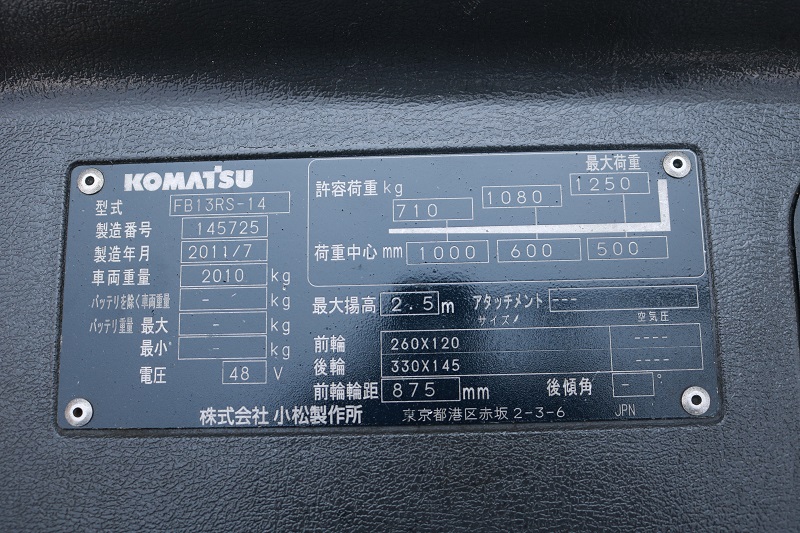 KOMATSU
型式 FB13RS-14
製造番号 145725
製造年月 2011/7
車両重量 2010 kg
バッテリを除く車両重量 - kg
バッテリ重量 最大 - kg
最小 - kg
電圧 48 V
最大荷重
許容荷重 kg 710 1080 1250
荷重中心 mm 1000 600 500
最大揚高 2.5 m アタッチメント ---
サイズ 空気圧
前輪 260X120 ----
後輪 330X145 ----
前輪輪距 875 mm 後傾角 - °
株式会社 小松製作所 東京都港区赤坂 2-3-6 JPN